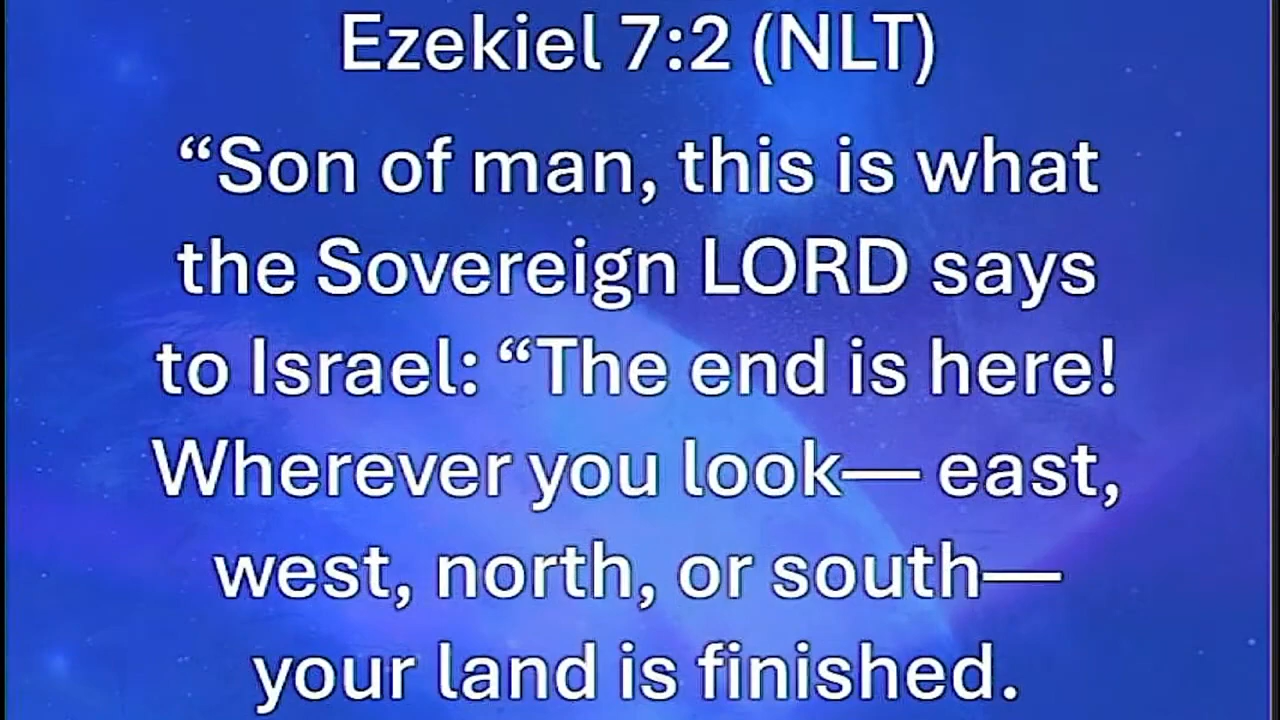 Ezekiel 7:2 (NLT)
“Son of man, this is what
the Sovereign LORD says
to Israel: “The end is here!
Wherever you look— east,
west, north, or south—
your land is finished.